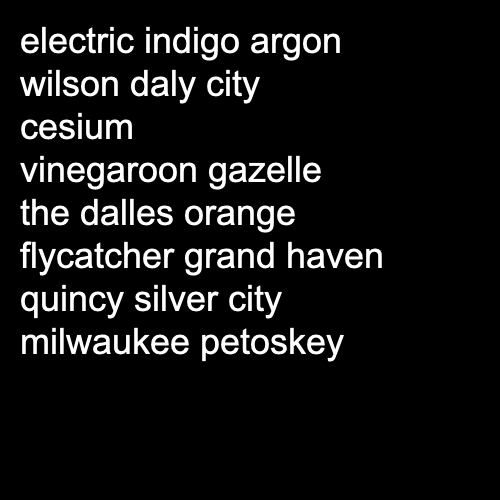 electric indigo argon
wilson daly city
cesium
vinegaroon gazelle
the dalles orange
flycatcher grand haven
quincy silver city
milwaukee petoskey